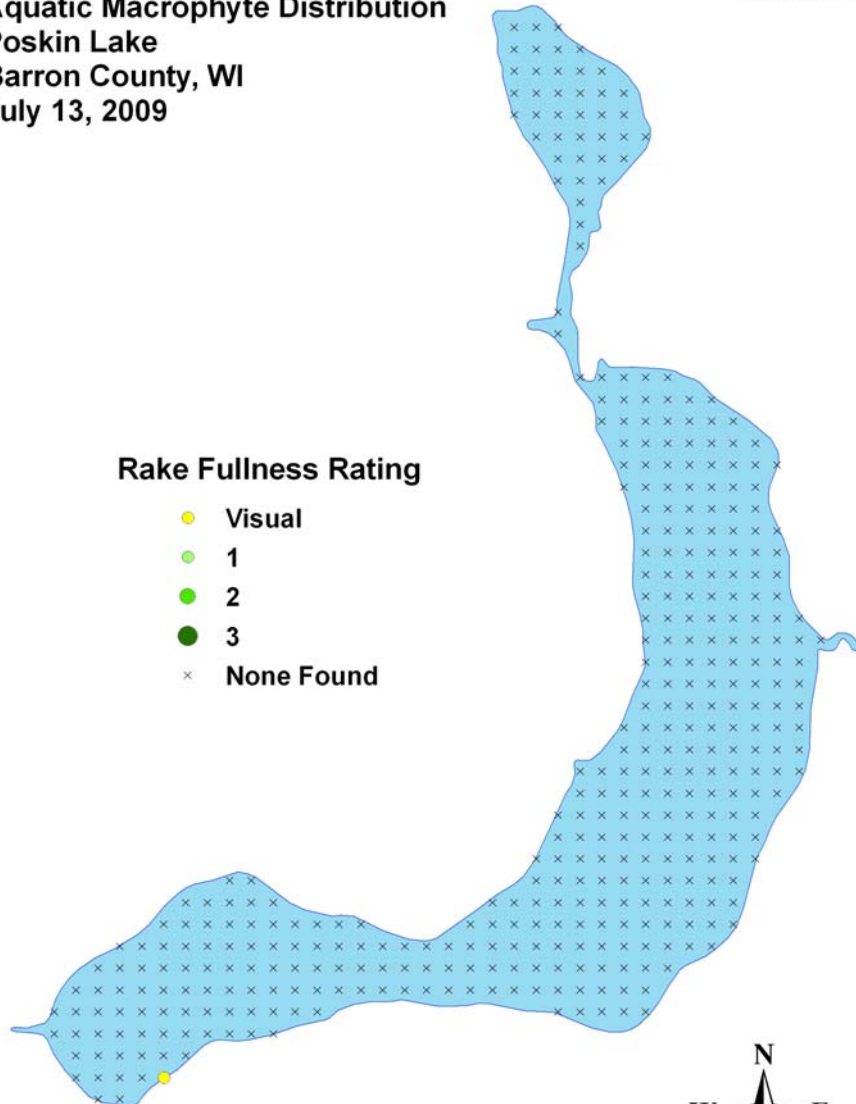 Aquatic Macrophyte Distribution
Poskin Lake
Barron County, WI
July 13, 2009
Rake Fullness Rating
Visual
1
2
3
None Found
N
W E